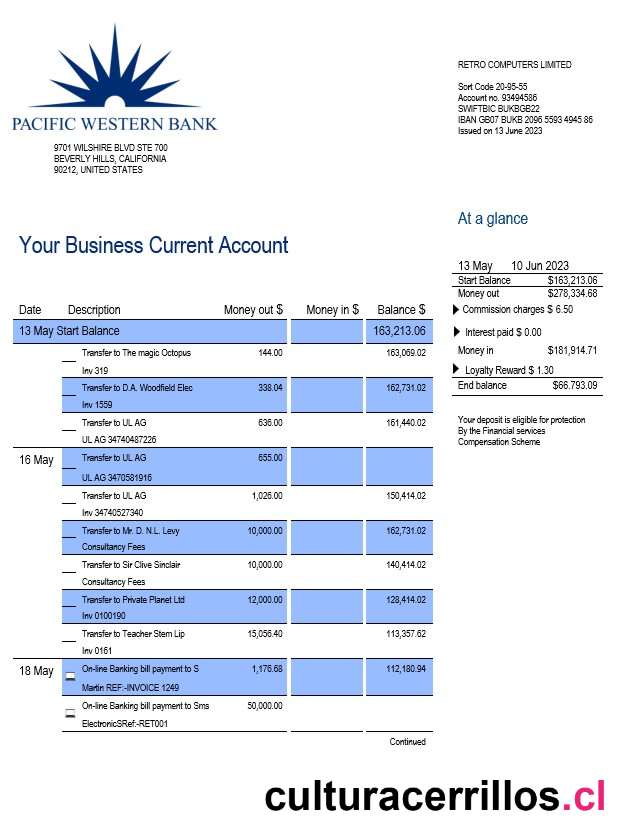 PACIFIC WESTERN BANK
9701 WILSHIRE BLVD STE 700
BEVERLY HILLS, CALIFORNIA
90212, UNITED STATES
RETRO COMPUTERS LIMITED
Sort Code 20-95-55
Account no. 93494586
SWIFTBIC BUKBGB22
IBAN GB07 BUKB 2096 5593 4945 86
Issued on 13 June 2023
At a glance
13 May 10 Jun 2023
Start Balance $163,213.06
Money out $278,334.68
Commission charges $ 6.50
Interest paid $ 0.00
Money in $181,914.71
Loyalty Reward $ 1.30
End balance $66.793.09
Your deposit is eligible for protection
By the Financial services
Compensation Scheme
Your Business Current Account
Date Description Money out $ Money in $ Balance $
13 May Start Balance 163,213.06
Transfer to The magic Octopus 144.00 163,069.02
Inv 319
Transfer to D.A. Woodfield Elec 338.04 162,731.02
Inv 1559
Transfer to UL AG 636.00 161,440.02
UL AG 34740487226
16 May Transfer to UL AG 655.00
UL AG 3470581916
Transfer to UL AG 1,026.00 150,414.02
Inv 34740527340
Transfer to Mr. D. N.L. Levy 10,000.00 162,731.02
Consultancy Fees
Transfer to Sir Clive Sinclair 10,000.00 140,414.02
Consultancy Fees
Transfer to Private Planet Ltd 12,000.00 128,414.02
Inv 0100190
Transfer to Teacher Stem Lip 15,056.40 113,357.62
Inv 0161
18 May On-line Banking bill payment to S 1,176.68 112,180.94
Martin REF:-INVOICE 1249
On-line Banking bill payment to Sms 50,000.00
ElectronicSRef:-RET001
Continued
culturacerrillos.cl